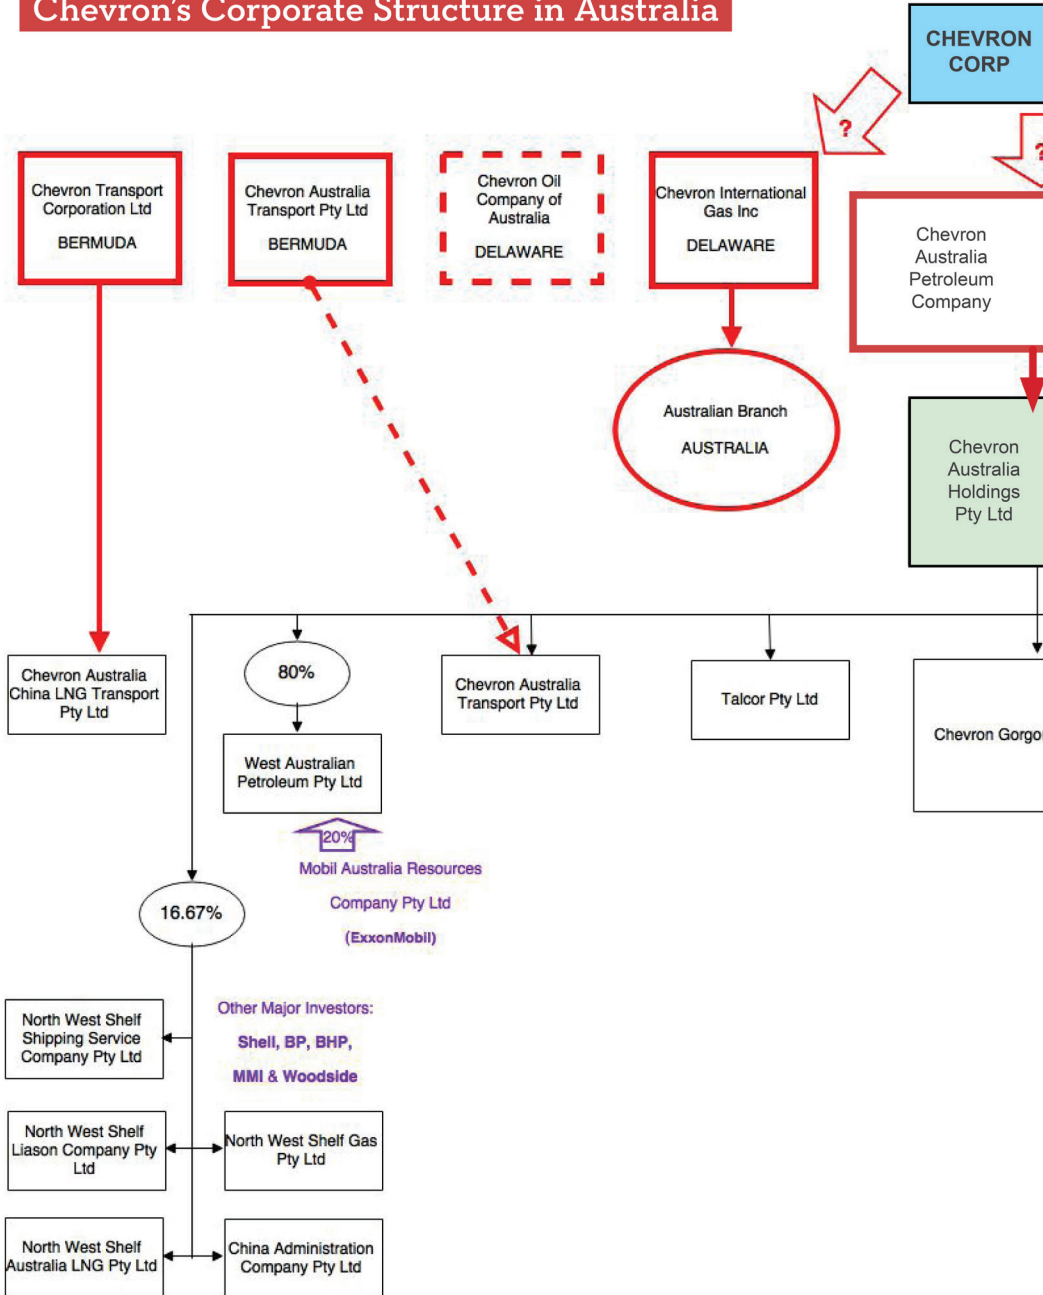 Chevron's Corporate Structure in Australia
CHEVRON
CORP
?
?
Chevron Transport
Corporation Ltd
BERMUDA
Chevron Australia
Transport Pty Ltd
BERMUDA
Chevron Oil
Company of
Australia
DELAWARE
Chevron International
Gas Inc
DELAWARE
Chevron
Australia
Petroleum
Company
Australian Branch
AUSTRALIA
Chevron
Australia
Holdings
Pty Ltd
Chevron Australia
China LNG Transport
Pty Ltd
80%
Chevron Australia
Transport Pty Ltd
Talcor Pty Ltd
Chevron Gorgo
West Australian
Petroleum Pty Ltd
20%
Mobil Australia Resources
Company Pty Ltd
(ExxonMobil)
16.67%
North West Shelf
Shipping Service
Company Pty Ltd
Other Major Investors:
Shell, BP, BHP,
MMI & Woodside
North West Shelf
Liason Company Pty
Ltd
North West Shelf Gas
Pty Ltd
North West Shelf
Australia LNG Pty Ltd
China Administration
Company Pty Ltd